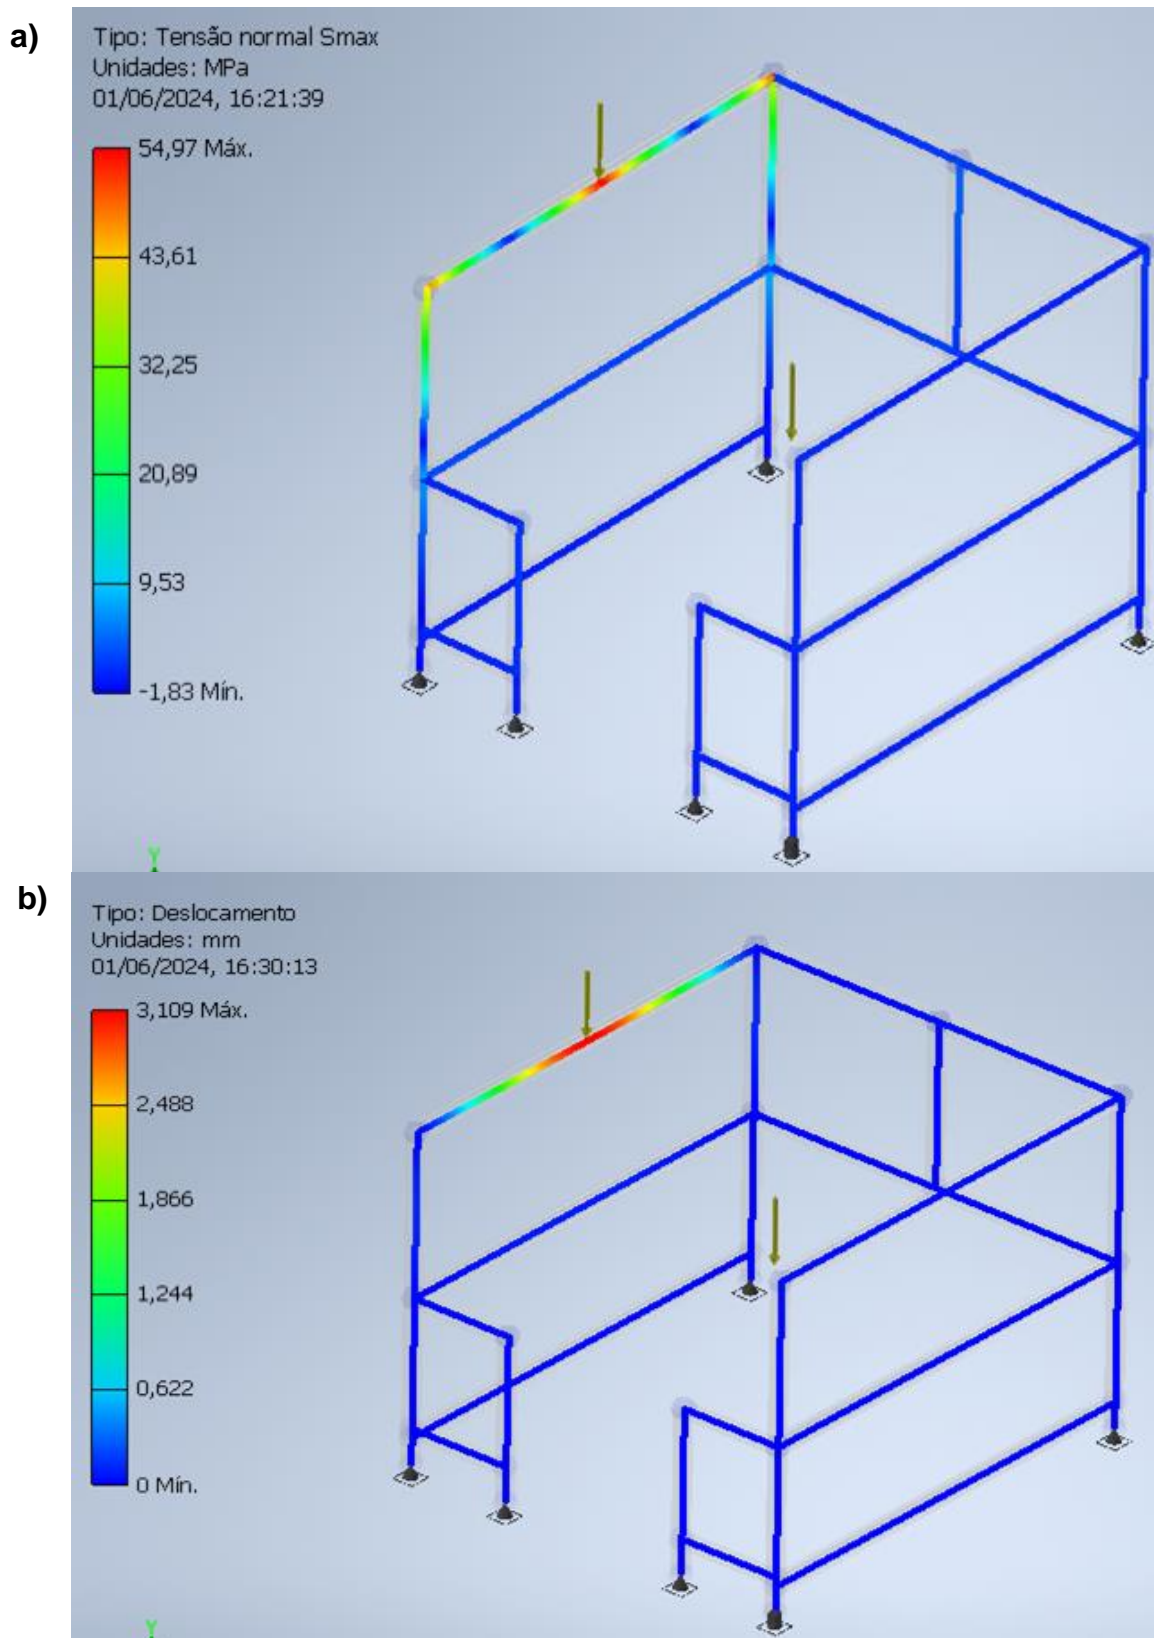 a)
Tipo: Tensão normal Smax
Unidades: MPa
01/06/2024, 16:21:39
54,97 Máx.
43,61
32,25
20,89
9,53
-1,83 Mín.
Y
b)
Tipo: Deslocamento
Unidades: mm
01/06/2024, 16:30:13
3,109 Máx.
2,488
1,866
1,244
0,622
0 Mín.
Y